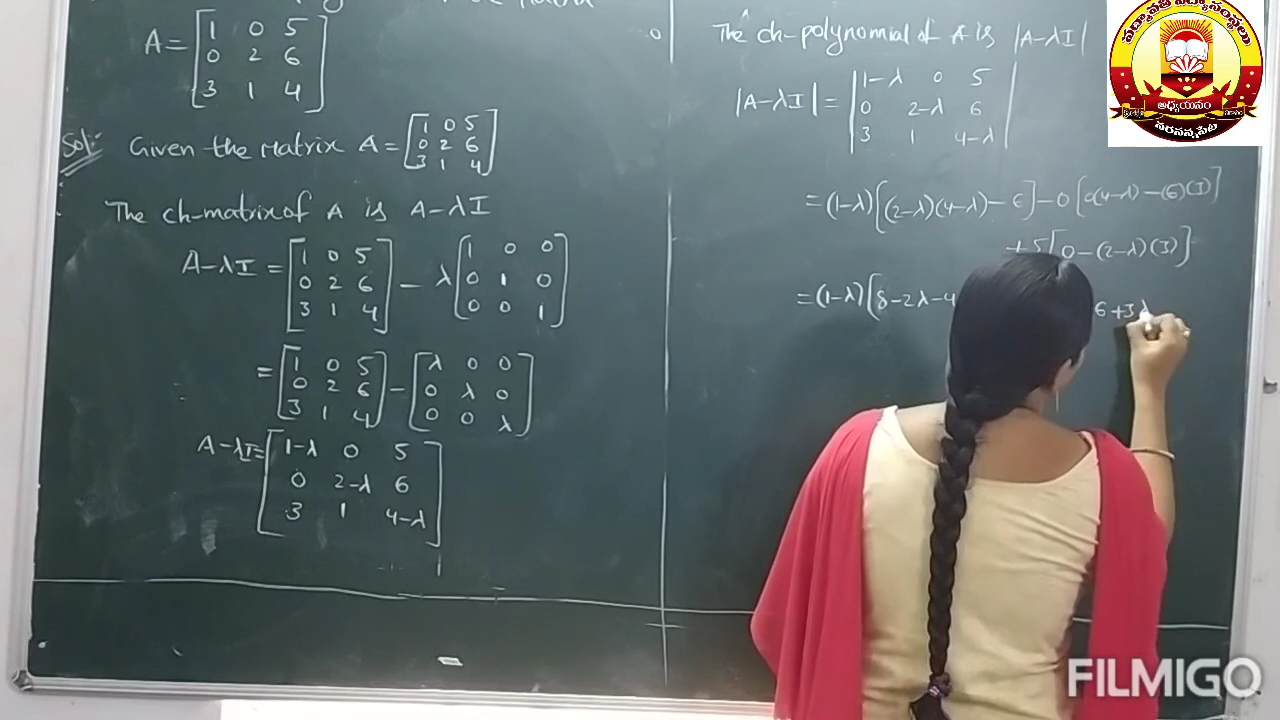 A = [1 0 5
0 2 6
3 1 4]
Sol:- Given the Matrix A = [1 0 5
0 2 6
3 1 4]
The ch-matrix of A is A-λI
A-λI = [1 0 5
0 2 6
3 1 4] - λ [1 0 0
0 1 0
0 0 1]
= [1 0 5
0 2 6
3 1 4] - [λ 0 0
0 λ 0
0 0 λ]
A-λI = [1-λ 0 5
0 2-λ 6
3 1 4-λ]
The ch-polynomial of A is |A-λI|
|A-λI| = |1-λ 0 5
0 2-λ 6
3 1 4-λ|
= (1-λ)[(2-λ)(4-λ) - 6] - 0[0(4-λ) - (6)(I)]
+ 5[0 - (2-λ)(3)]
= (1-λ)[8-2λ-4
6+3λ
అధ్యయనం
నరసన్నపేట
FILMIGO